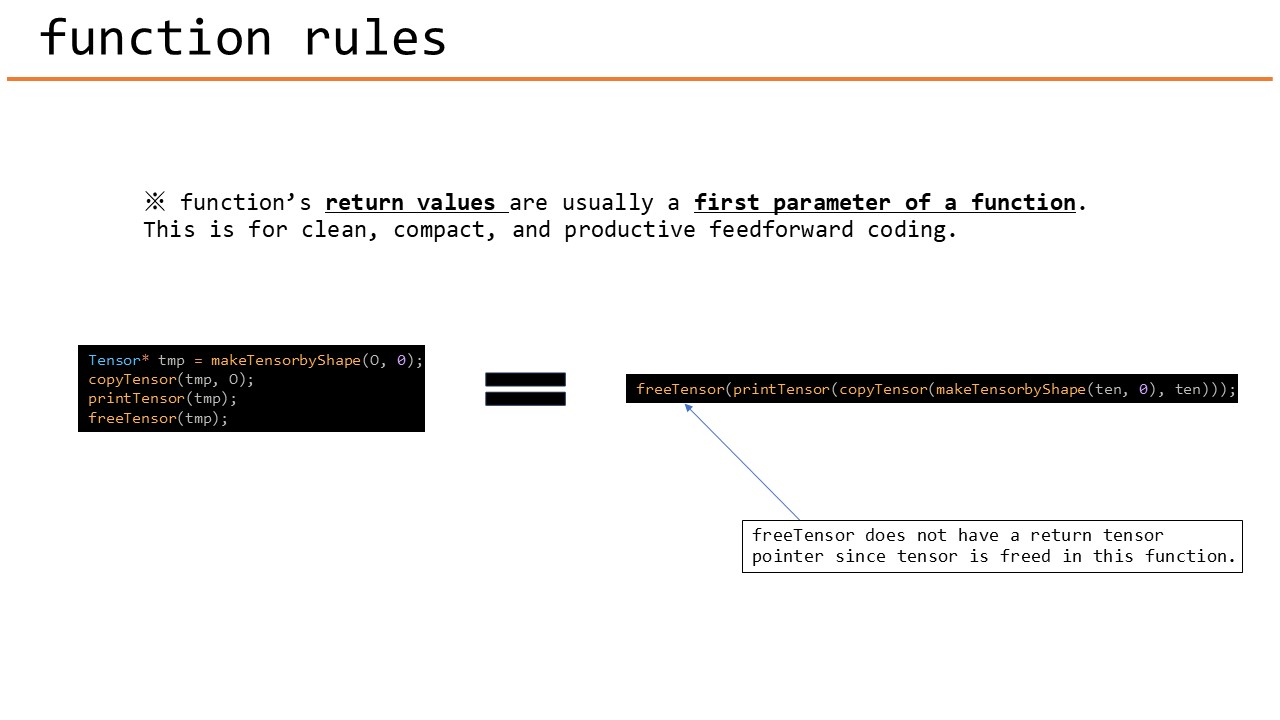 function rules
※ function’s return values are usually a first parameter of a function.
This is for clean, compact, and productive feedforward coding.
Tensor* tmp = makeTensorbyShape(O, 0);
copyTensor(tmp, O);
printTensor(tmp);
freeTensor(tmp);
freeTensor(printTensor(copyTensor(makeTensorbyShape(ten, 0), ten)));
freeTensor does not have a return tensor
pointer since tensor is freed in this function.